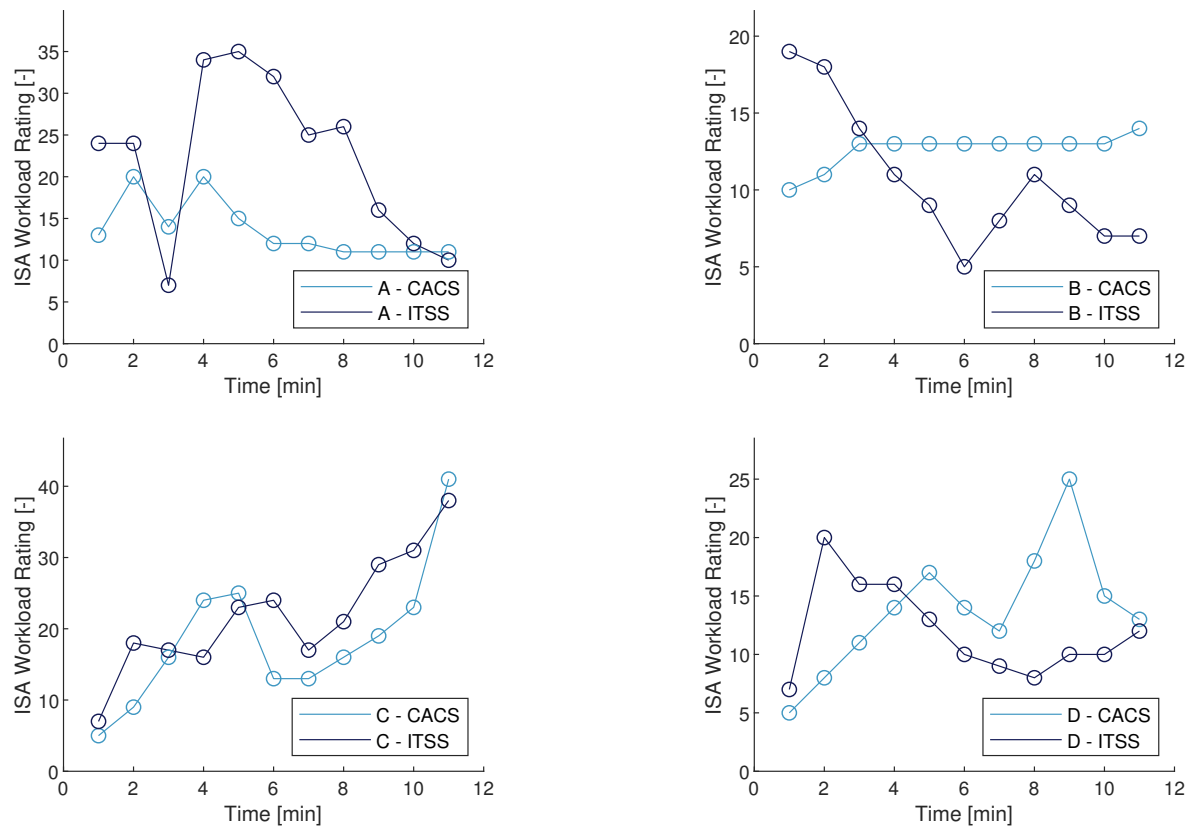 35
30
25
20
15
10
5
0
ISA Workload Rating [-]
0 2 4 6 8 10 12
Time [min]
A - CACS
A - ITSS
20
15
10
5
0
ISA Workload Rating [-]
0 2 4 6 8 10 12
Time [min]
B - CACS
B - ITSS
40
30
20
10
0
ISA Workload Rating [-]
0 2 4 6 8 10 12
Time [min]
C - CACS
C - ITSS
25
20
15
10
5
0
ISA Workload Rating [-]
0 2 4 6 8 10 12
Time [min]
D - CACS
D - ITSS